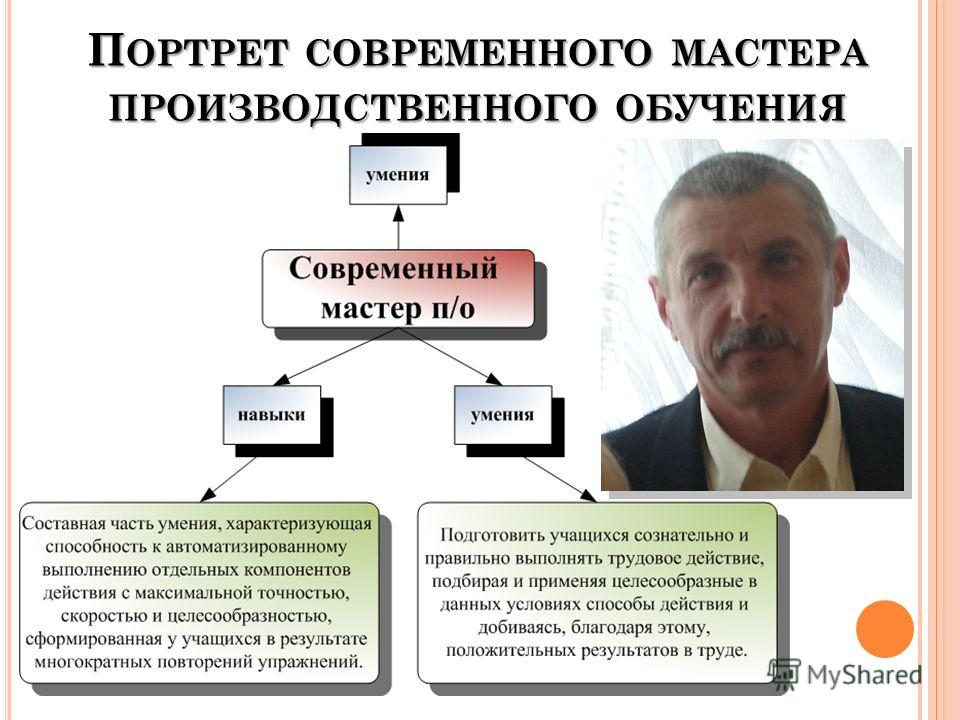 Портрет современного мастера
производственного обучения
умения
Современный
мастер п/о
навыки
умения
Составная часть умения, характеризующая
способность к автоматизированному
выполнению отдельных компонентов
действия с максимальной точностью,
скоростью и целесообразностью,
сформированная у учащихся в результате
многократных повторений упражнений.
Подготовить учащихся сознательно и
правильно выполнять трудовое действие,
подбирая и применяя целесообразные в
данных условиях способы действия и
добиваясь, благодаря этому,
положительных результатов в труде.
MyShared